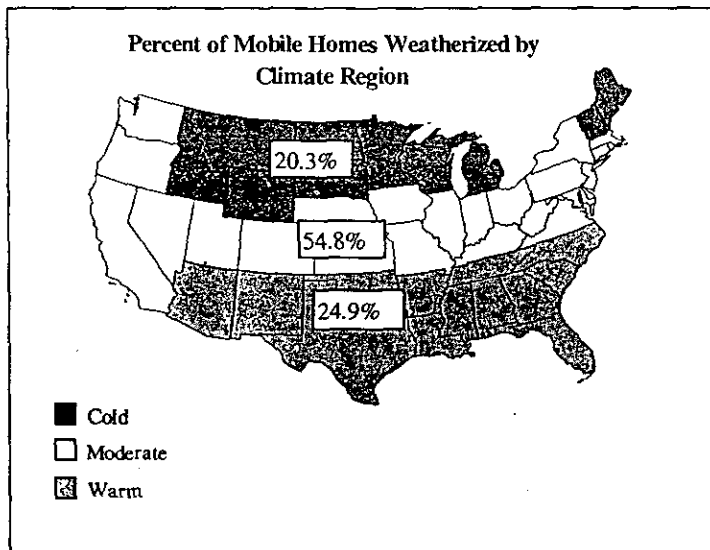 Percent of Mobile Homes Weatherized by
Climate Region
20.3%
54.8%
24.9%
Cold
Moderate
Warm